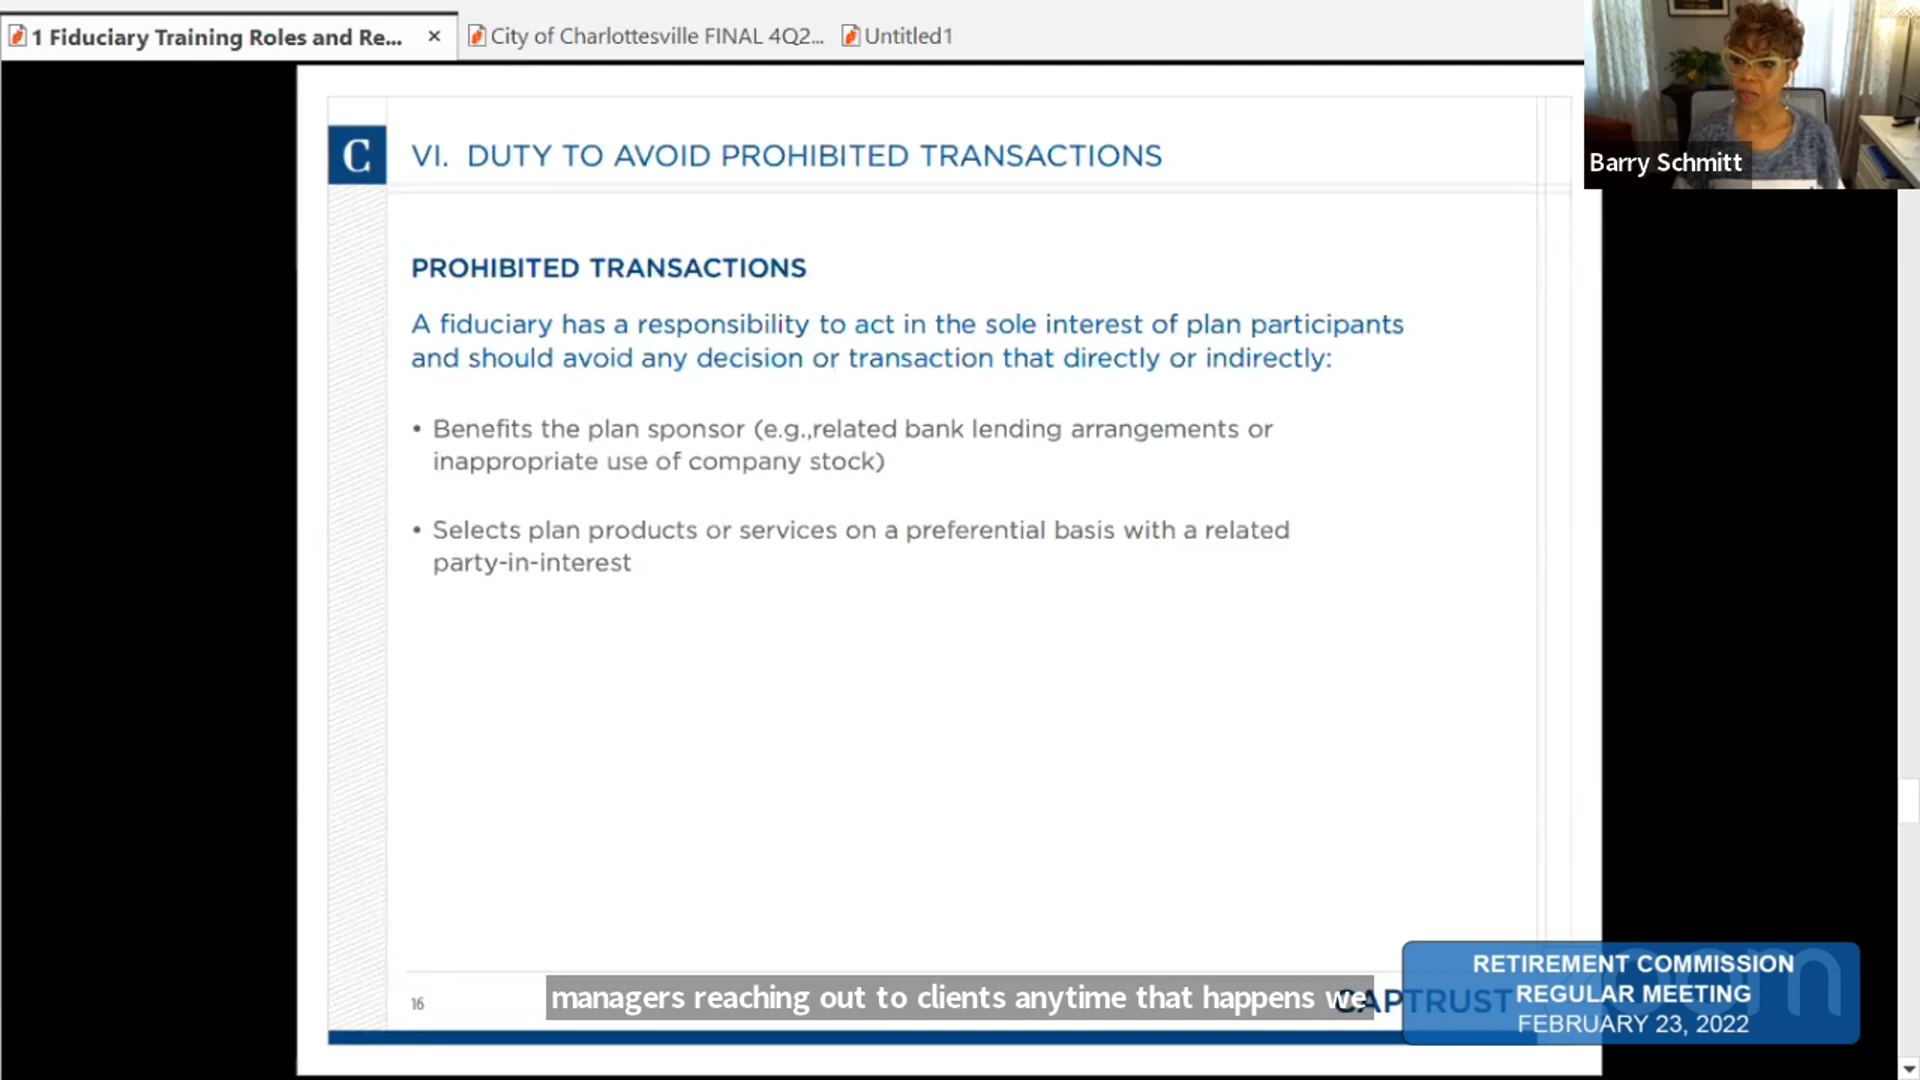 1 Fiduciary Training Roles and Re... ×
City of Charlottesville FINAL 4Q2...
Untitled1
Barry Schmitt
C
VI. DUTY TO AVOID PROHIBITED TRANSACTIONS
PROHIBITED TRANSACTIONS
A fiduciary has a responsibility to act in the sole interest of plan participants
and should avoid any decision or transaction that directly or indirectly:
• Benefits the plan sponsor (e.g.,related bank lending arrangements or
inappropriate use of company stock)
• Selects plan products or services on a preferential basis with a related
party-in-interest
16
managers reaching out to clients anytime that happens we
CAPTRUST
RETIREMENT COMMISSION
REGULAR MEETING
FEBRUARY 23, 2022